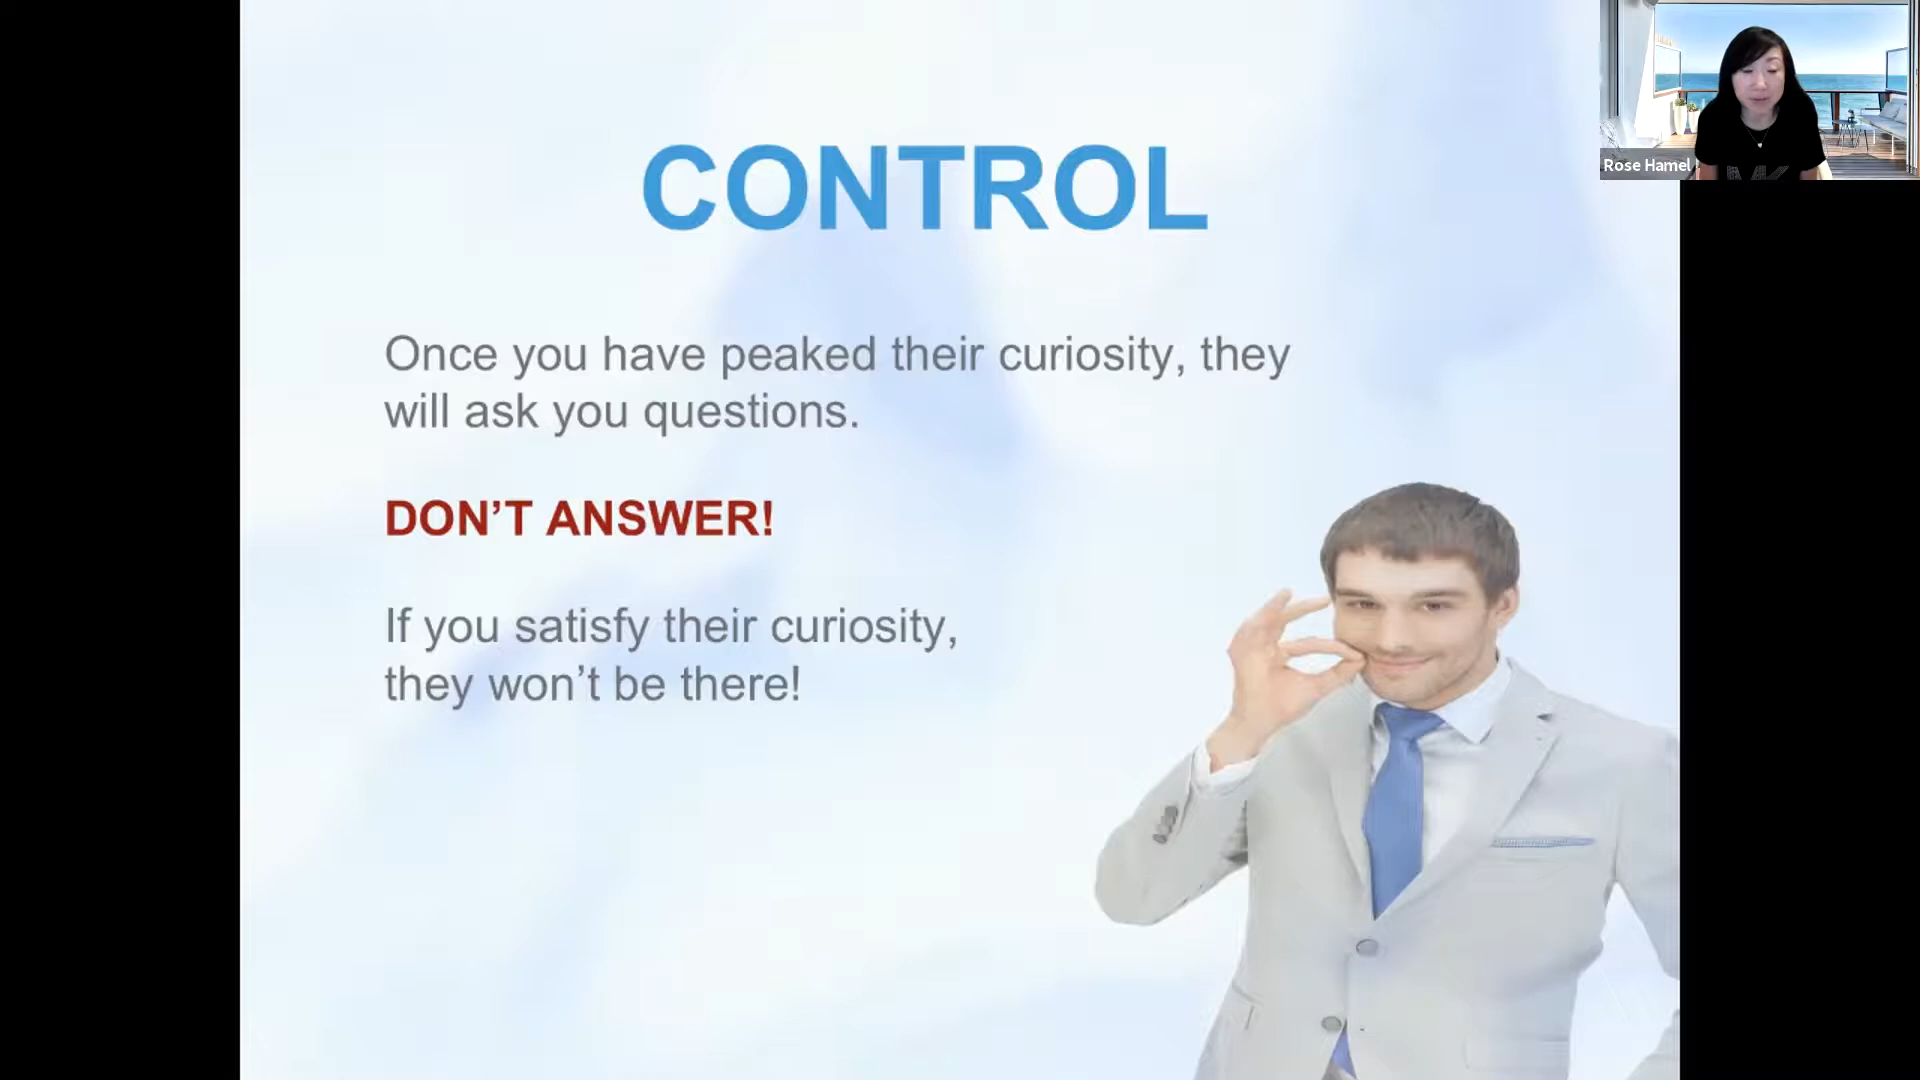 CONTROL
Once you have peaked their curiosity, they
will ask you questions.
DON’T ANSWER!
If you satisfy their curiosity,
they won’t be there!
Rose Hamel